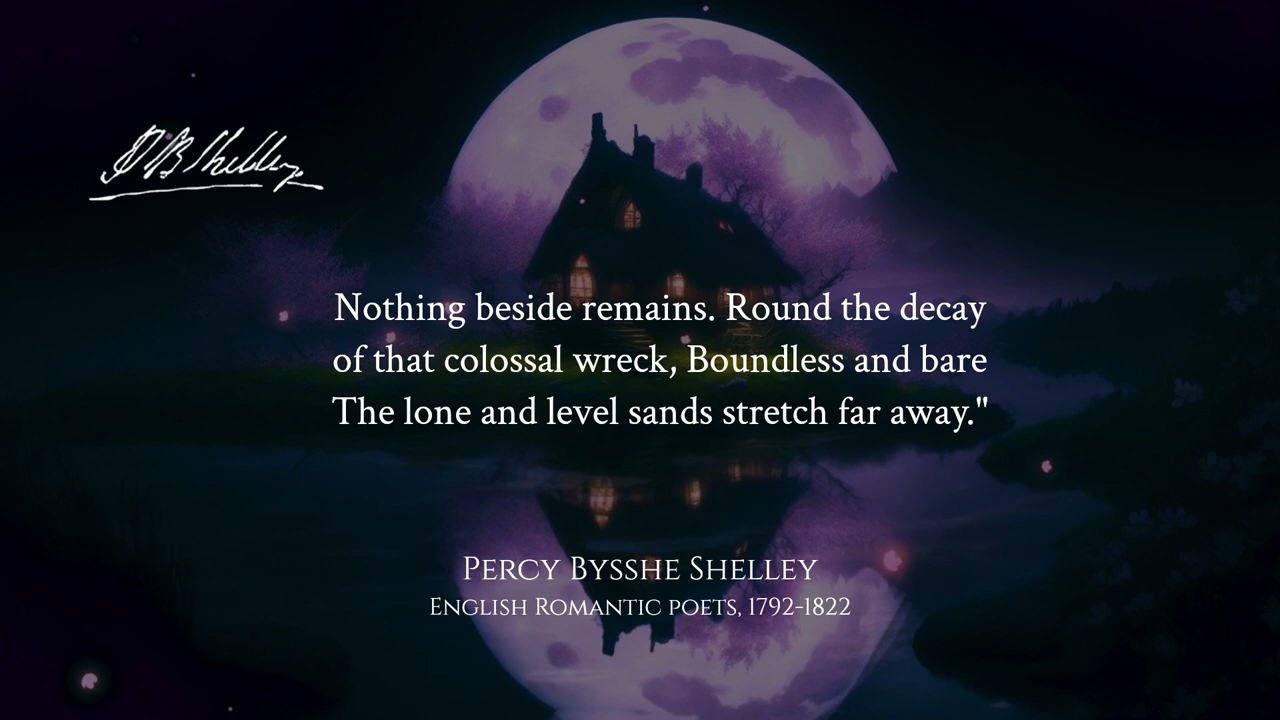 P B Shelley
Nothing beside remains. Round the decay
of that colossal wreck, Boundless and bare
The lone and level sands stretch far away."
Percy Bysshe Shelley
English Romantic poets, 1792-1822